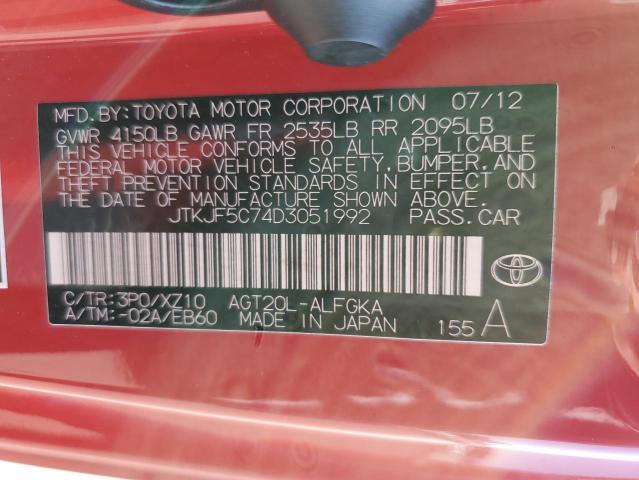 MFD.BY:TOYOTA MOTOR CORPORATION 07/12
GVWR 4150LB GAWR FR 2535LB RR 2095LB
THIS VEHICLE CONFORMS TO ALL APPLICABLE
FEDERAL MOTOR VEHICLE SAFETY, BUMPER, AND
THEFT PREVENTION STANDARDS IN EFFECT ON
THE DATE OF MANUFACTURE SHOWN ABOVE.
JTKJF5C74D3051992 PASS.CAR
C/TR:3P0/XZ10 AGT20L-ALFGKA
A/TM:-02A/EB60 MADE IN JAPAN 155 A